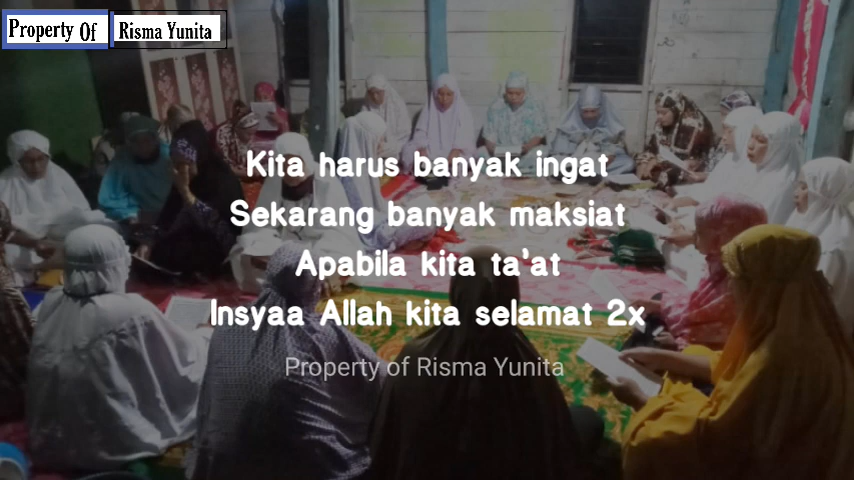 Property Of Risma Yunita
Kita harus banyak ingat
Sekarang banyak maksiat
Apabila kita ta'at
Insyaa Allah kita selamat 2x
Property of Risma Yunita